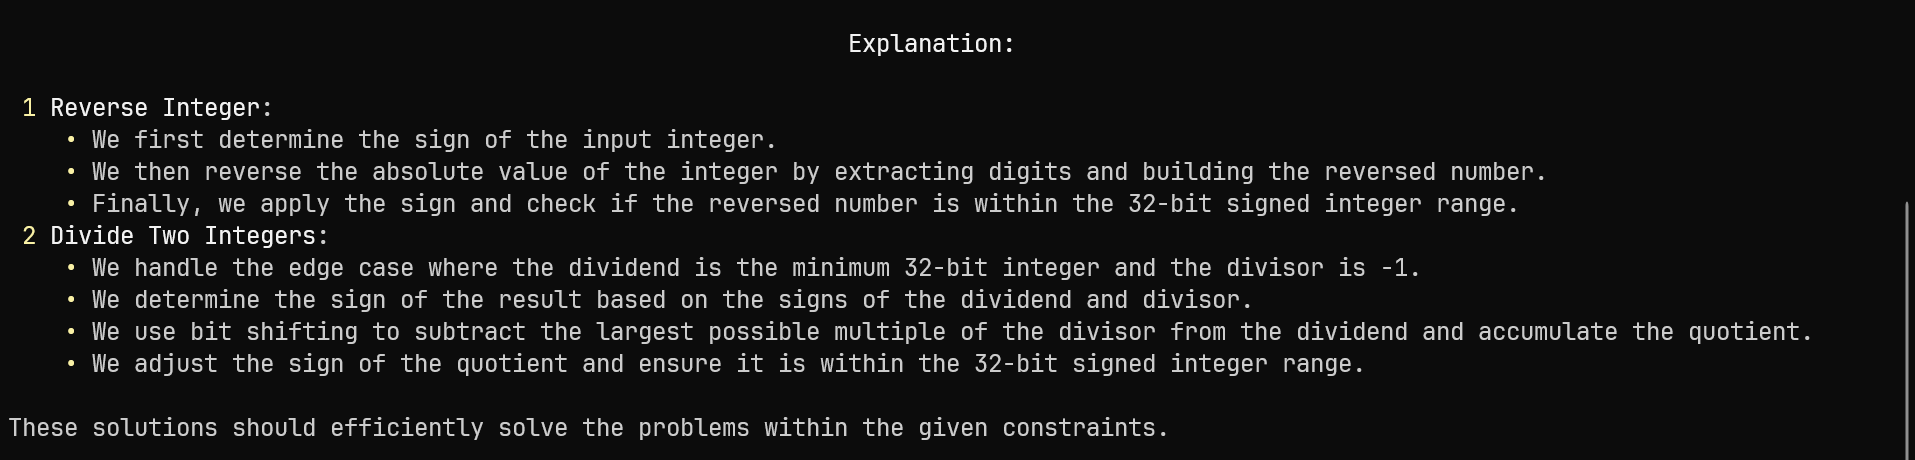 Explanation:
1 Reverse Integer:
• We first determine the sign of the input integer.
• We then reverse the absolute value of the integer by extracting digits and building the reversed number.
• Finally, we apply the sign and check if the reversed number is within the 32-bit signed integer range.
2 Divide Two Integers:
• We handle the edge case where the dividend is the minimum 32-bit integer and the divisor is -1.
• We determine the sign of the result based on the signs of the dividend and divisor.
• We use bit shifting to subtract the largest possible multiple of the divisor from the dividend and accumulate the quotient.
• We adjust the sign of the quotient and ensure it is within the 32-bit signed integer range.
These solutions should efficiently solve the problems within the given constraints.